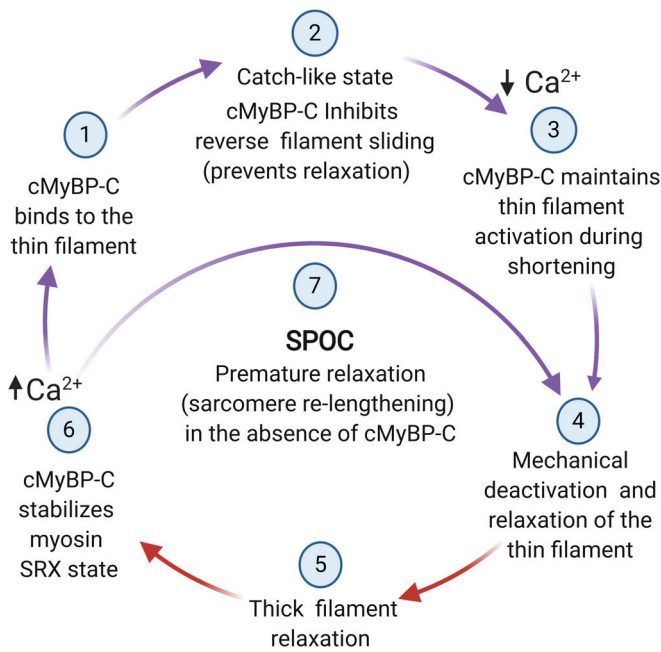 1
cMyBP-C
binds to the
thin filament
2
Catch-like state
cMyBP-C Inhibits
reverse filament sliding
(prevents relaxation)
↓ Ca²⁺
3
cMyBP-C maintains
thin filament
activation during
shortening
4
Mechanical
deactivation and
relaxation of the
thin filament
5
Thick filament
relaxation
↑Ca²⁺
6
cMyBP-C
stabilizes
myosin
SRX state
7
SPOC
Premature relaxation
(sarcomere re-lengthening)
in the absence of cMyBP-C